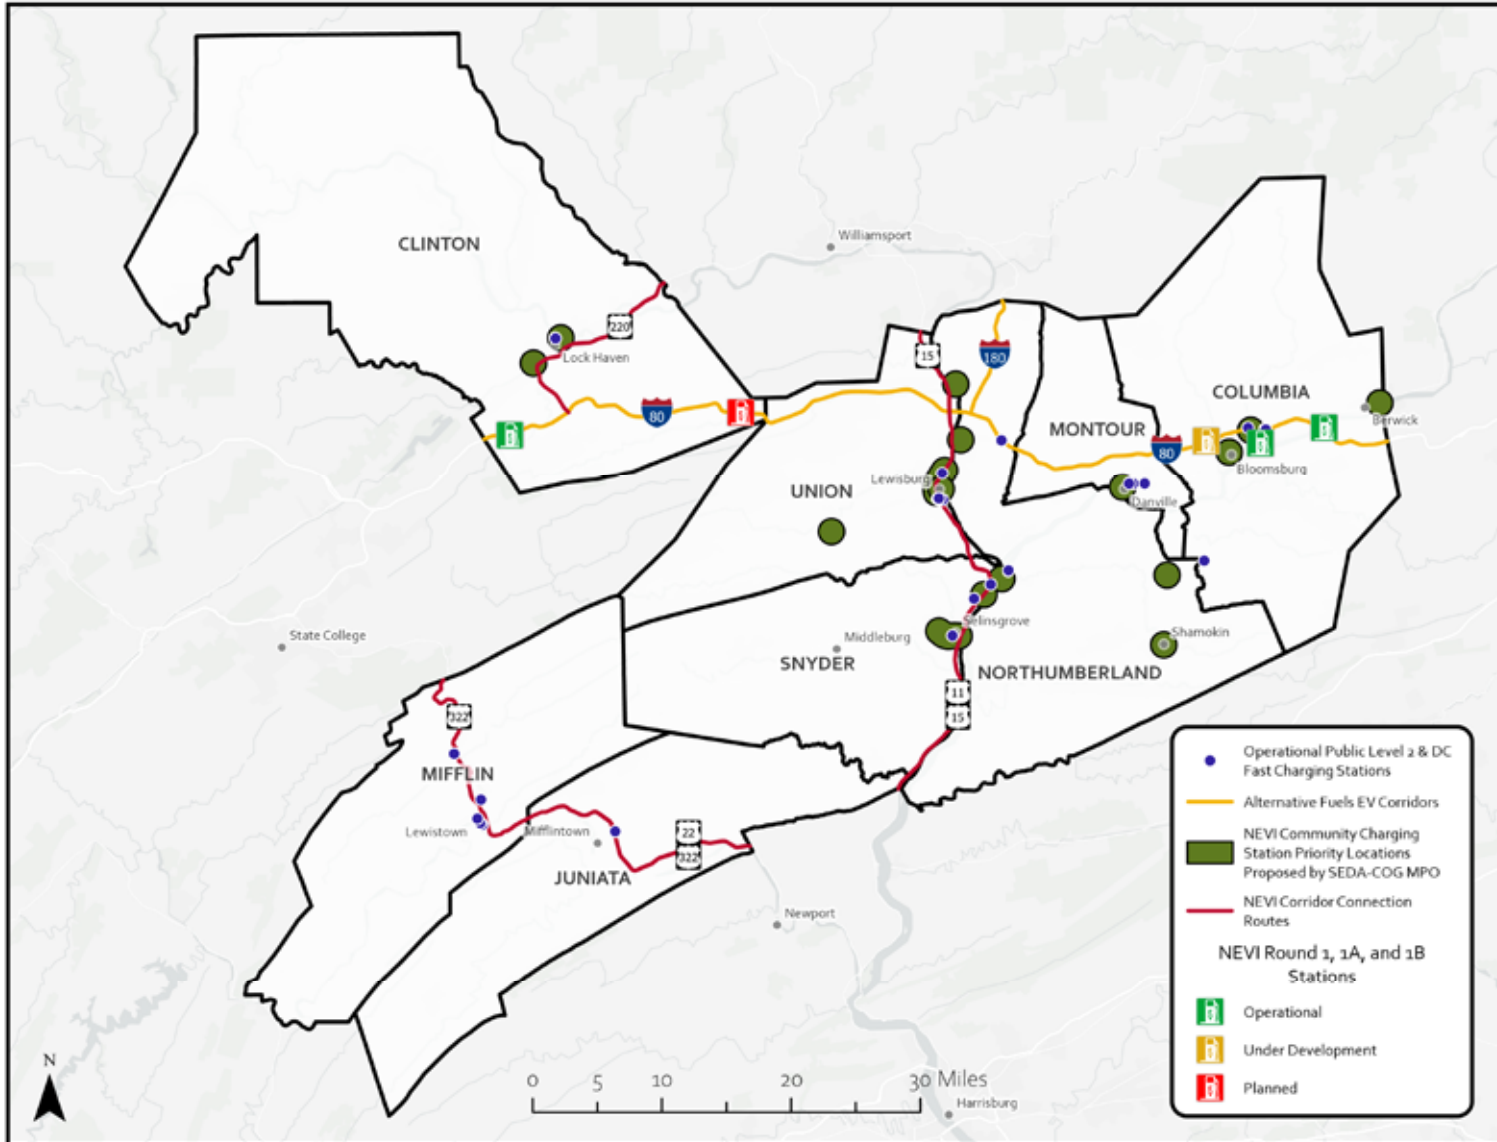 Williamsport
CLINTON
220
15
180
Lock Haven
COLUMBIA
80
Berwick
MONTOUR
80
Bloomsburg
Lewisburg
UNION
Danville
State College
Middleburg
Selinsgrove
Shamokin
SNYDER
NORTHUMBERLAND
11
15
322
MIFFLIN
Lewistown
Mifflintown
22
322
JUNIATA
Newport
Operational Public Level 2 & DC
Fast Charging Stations
Alternative Fuels EV Corridors
NEVI Community Charging
Station Priority Locations
Proposed by SEDA-COG MPO
NEVI Corridor Connection
Routes
NEVI Round 1, 1A, and 1B
Stations
Operational
Under Development
Planned
N
0 5 10 20 30 Miles
Harrisburg